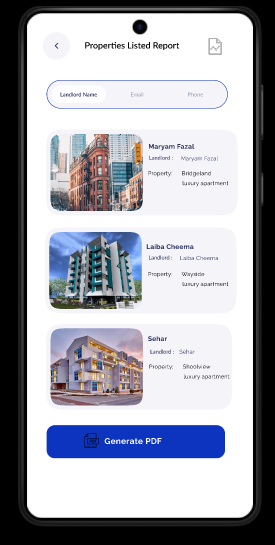 Properties Listed Report
Landlord Name Email Phone
Maryam Fazal
Landlord : Maryam Fazal
Property: Bridgeland
luxury apartment
Laiba Cheema
Landlord : Laiba Cheema
Property: Wayside
luxury apartment
Sehar
Landlord : Sehar
Property: Shoolview
luxury apartment
Generate PDF